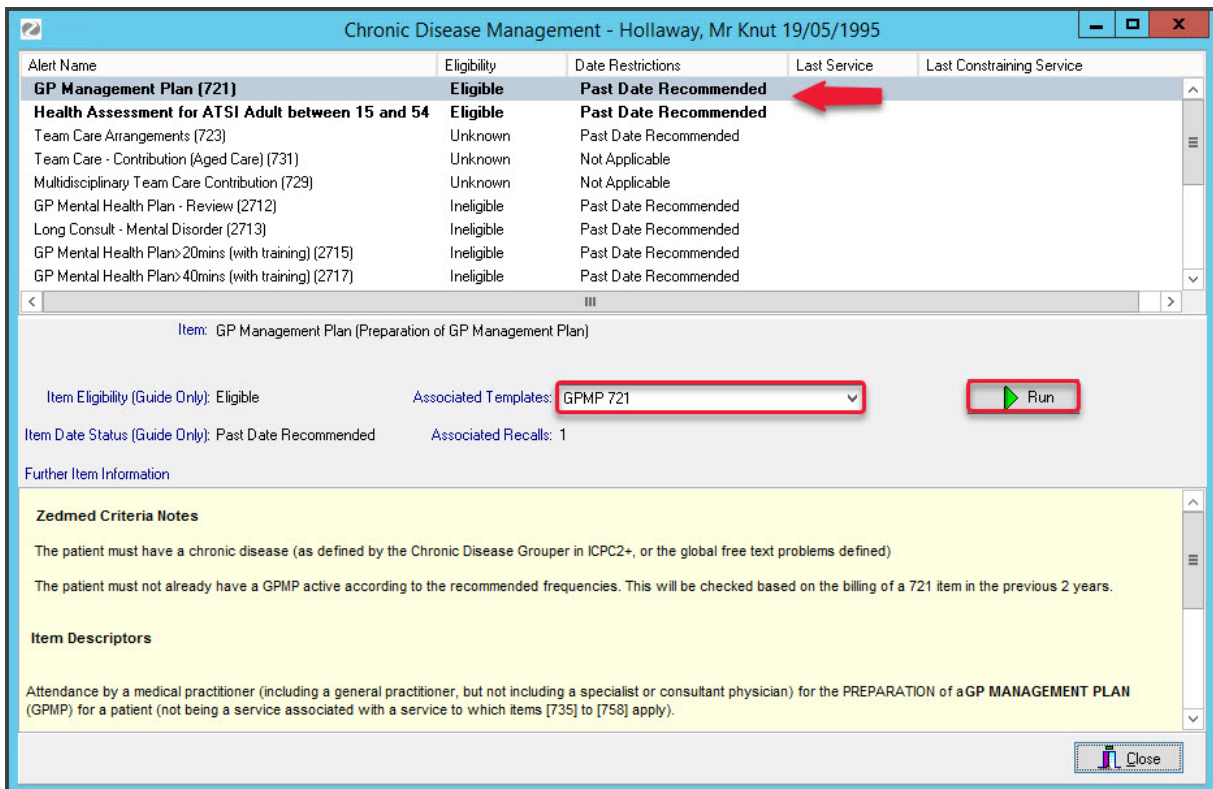 Chronic Disease Management - Hollaway, Mr Knut 19/05/1995
Alert Name Eligibility Date Restrictions Last Service Last Constraining Service
GP Management Plan (721) Eligible Past Date Recommended
Health Assessment for ATSI Adult between 15 and 54 Eligible Past Date Recommended
Team Care Arrangements (723) Unknown Past Date Recommended
Team Care - Contribution (Aged Care) (731) Unknown Not Applicable
Multidisciplinary Team Care Contribution (729) Unknown Not Applicable
GP Mental Health Plan - Review (2712) Ineligible Past Date Recommended
Long Consult - Mental Disorder (2713) Ineligible Past Date Recommended
GP Mental Health Plan>20mins (with training) (2715) Ineligible Past Date Recommended
GP Mental Health Plan>40mins (with training) (2717) Ineligible Past Date Recommended
Item: GP Management Plan (Preparation of GP Management Plan)
Item Eligibility (Guide Only): Eligible Associated Templates: GPMP 721 Run
Item Date Status (Guide Only): Past Date Recommended Associated Recalls: 1
Further Item Information
Zedmed Criteria Notes
The patient must have a chronic disease (as defined by the Chronic Disease Grouper in ICPC2+, or the global free text problems defined)
The patient must not already have a GPMP active according to the recommended frequencies. This will be checked based on the billing of a 721 item in the previous 2 years.
Item Descriptors
Attendance by a medical practitioner (including a general practitioner, but not including a specialist or consultant physician) for the PREPARATION of aGP MANAGEMENT PLAN
(GPMP) for a patient (not being a service associated with a service to which items [735] to [758] apply).
Close